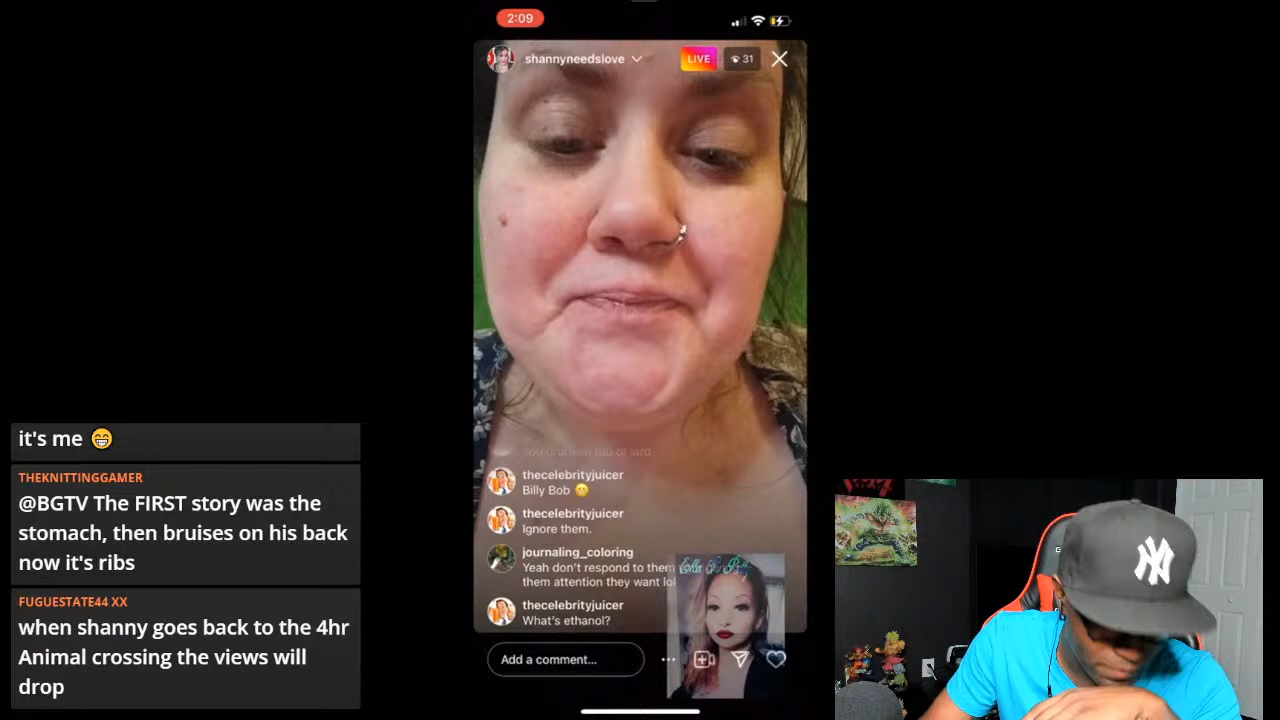 2:09
shannyneedslove
LIVE
31
it's me 😁
THEKNITTINGGAMER
@BGTV The FIRST story was the
stomach, then bruises on his back
now it's ribs
FUGUESTATE44 XX
when shanny goes back to the 4hr
Animal crossing the views will
drop
thecelebrityjuicer
Billy Bob 🤭
thecelebrityjuicer
Ignore them.
journaling_coloring
Yeah don't respond to them
them attention they want lol
thecelebrityjuicer
What's ethanol?
Add a comment...
NY